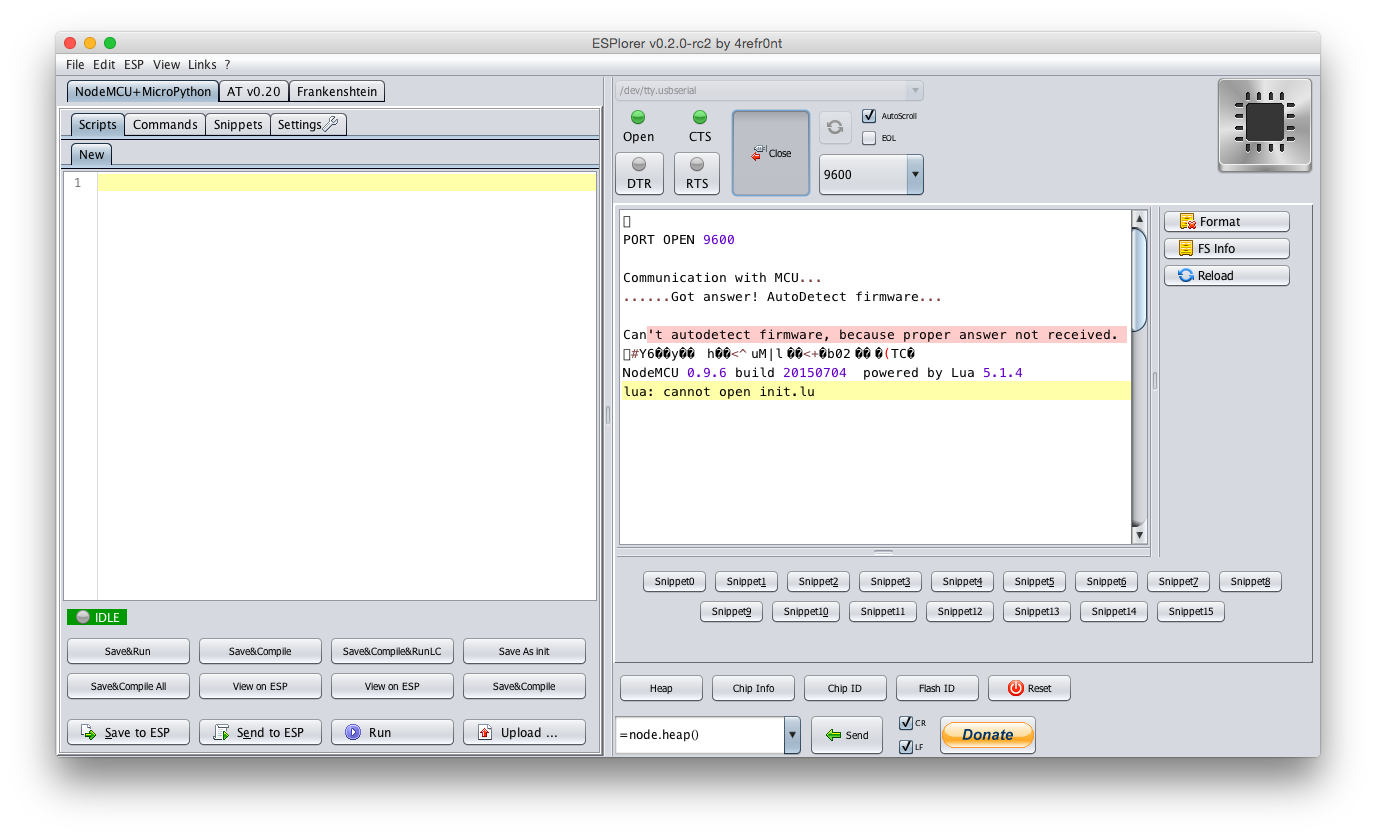 ESPlorer v0.2.0-rc2 by 4refr0nt
File Edit ESP View Links ?
NodeMCU+MicroPython AT v0.20 Frankenshtein
Scripts Commands Snippets Settings
New
1
IDLE
Save&Run Save&Compile Save&Compile&RunLC Save As init
Save&Compile All View on ESP View on ESP Save&Compile
Save to ESP Send to ESP Run Upload ...
/dev/tty.usbserial
Open CTS Close AutoScroll
EOL
DTR RTS 9600
PORT OPEN 9600
Communication with MCU...
......Got answer! AutoDetect firmware...
Can't autodetect firmware, because proper answer not received.
#Y6��y�� h��<^ uM|l ��<+�b02 �� �(TC�
NodeMCU 0.9.6 build 20150704 powered by Lua 5.1.4
lua: cannot open init.lu
Format
FS Info
Reload
Snippet0 Snippet1 Snippet2 Snippet3 Snippet4 Snippet5 Snippet6 Snippet7 Snippet8
Snippet9 Snippet10 Snippet11 Snippet12 Snippet13 Snippet14 Snippet15
Heap Chip Info Chip ID Flash ID Reset
=node.heap() Send CR Donate
LF